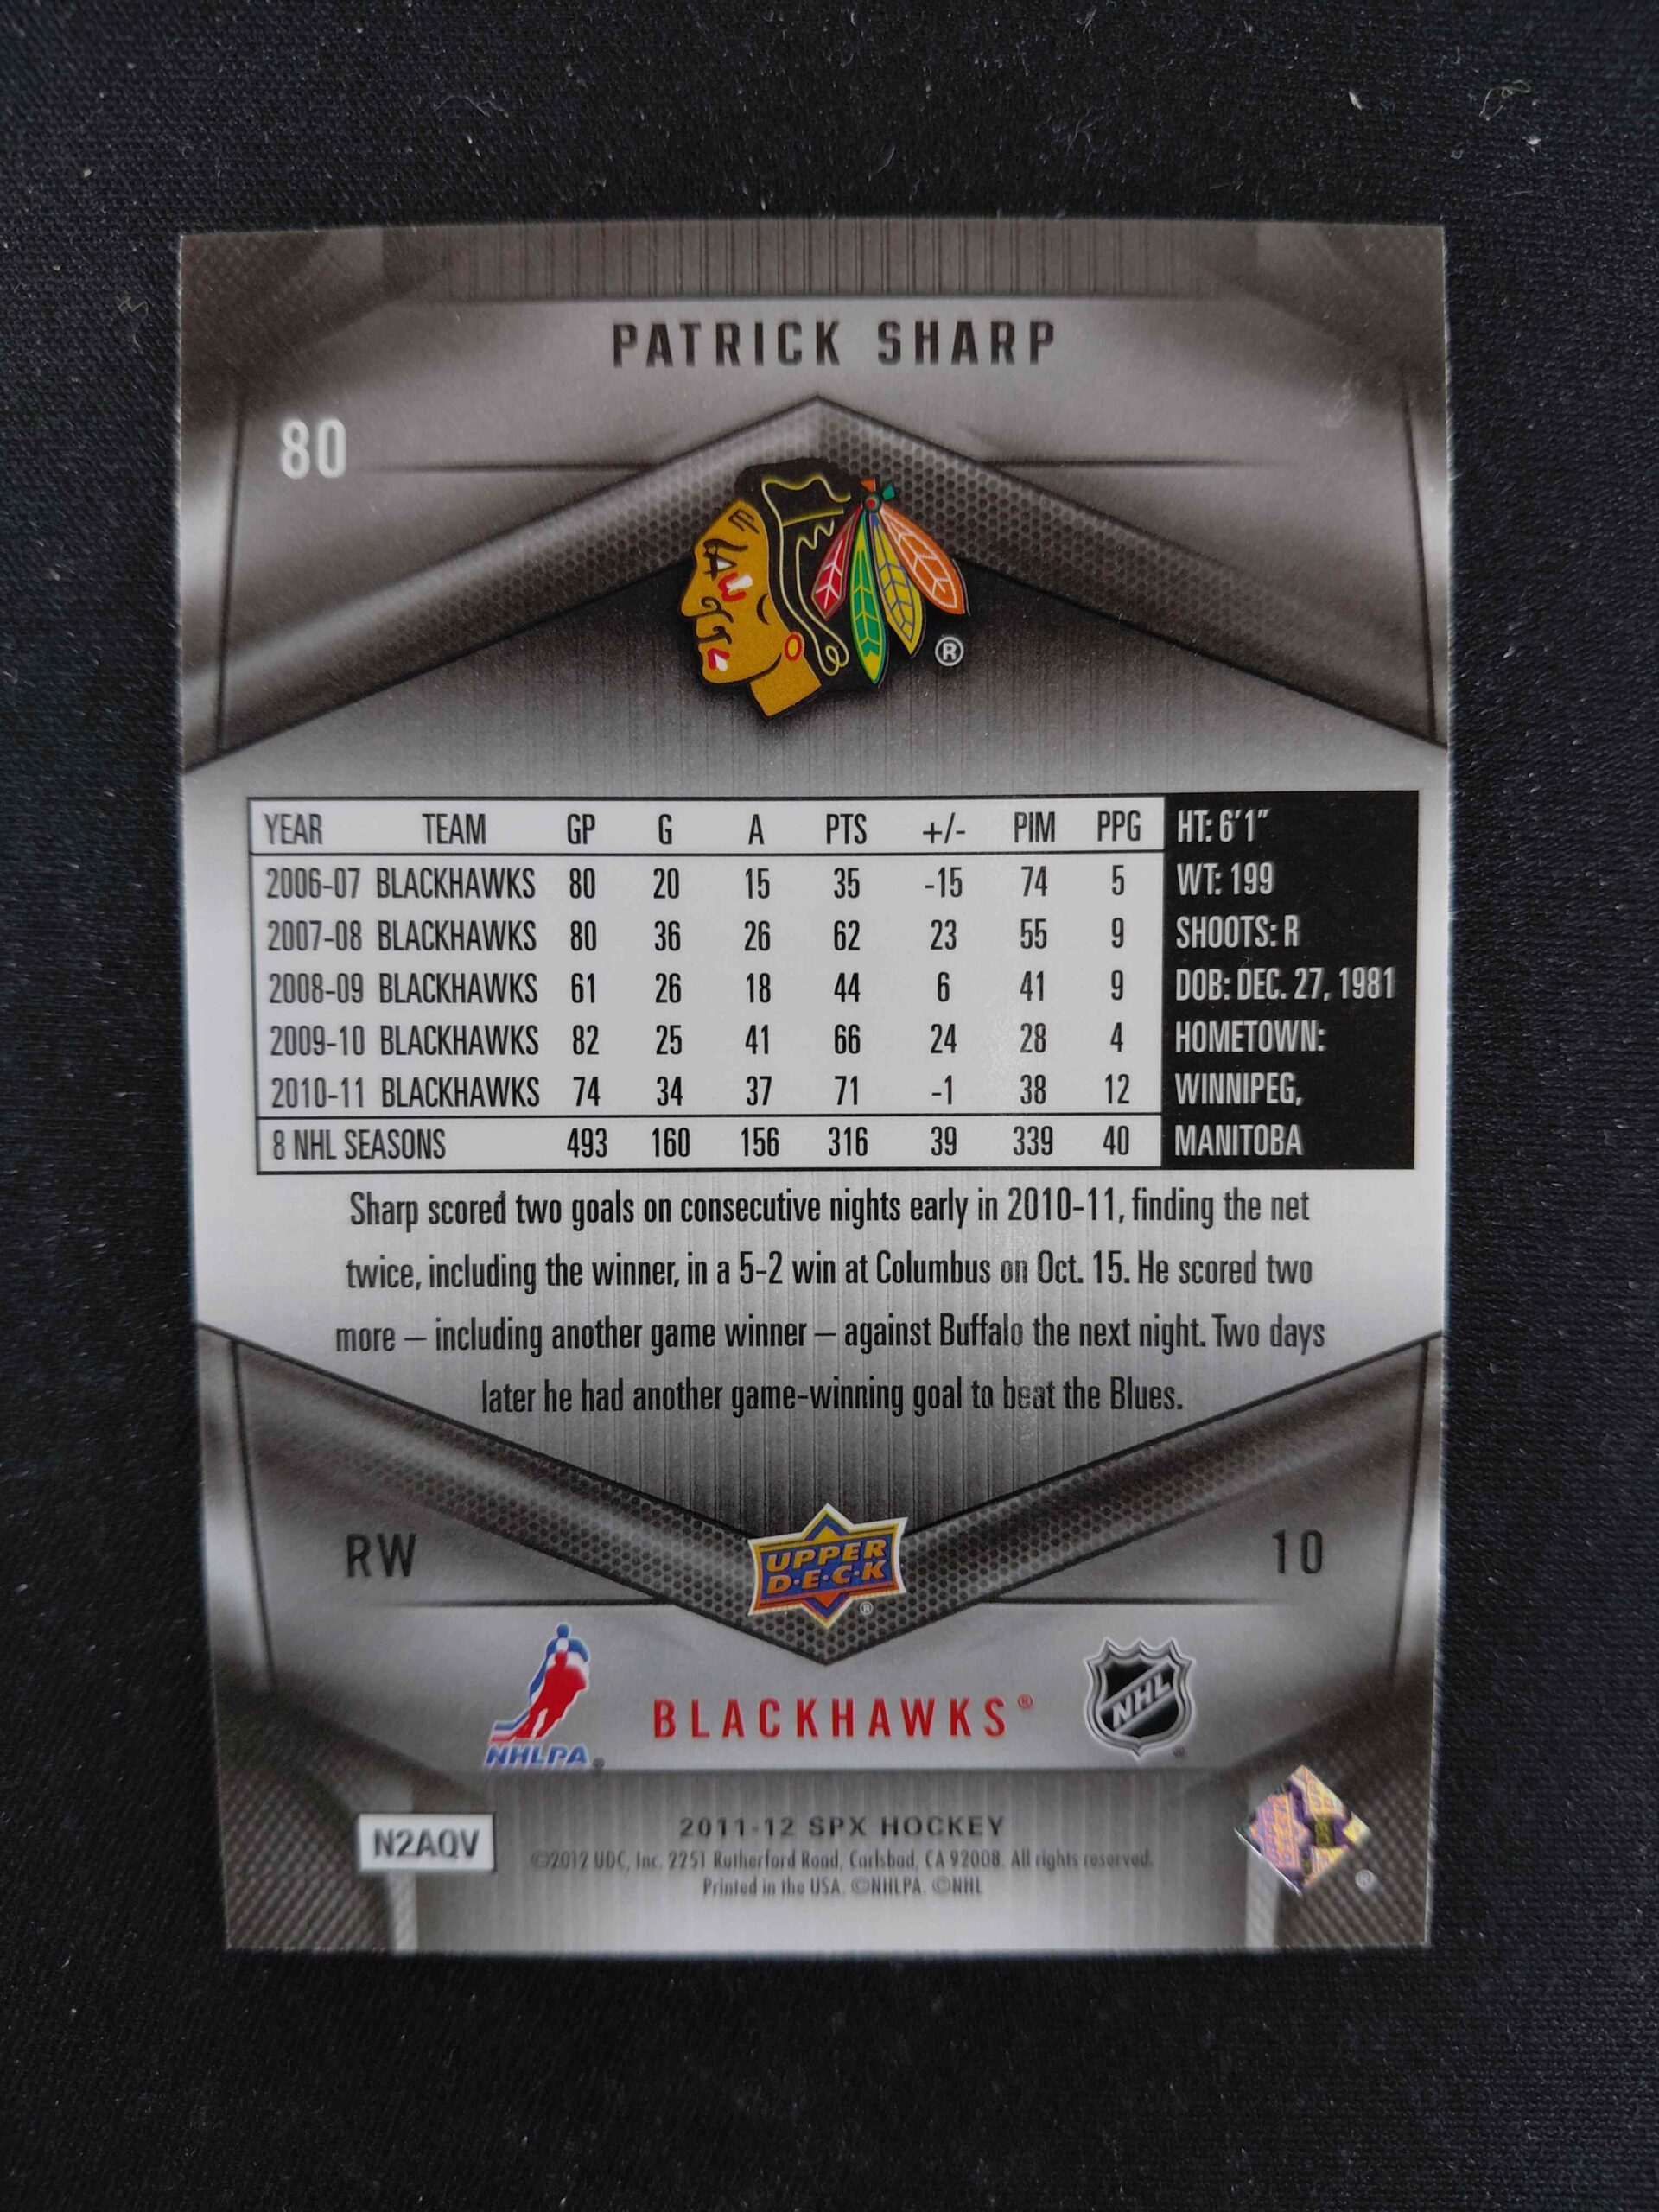 PATRICK SHARP
80
®
YEAR TEAM GP G A PTS +/- PIM PPG HT: 6'1"
2006-07 BLACKHAWKS 80 20 15 35 -15 74 5 WT: 199
2007-08 BLACKHAWKS 80 36 26 62 23 55 9 SHOOTS: R
2008-09 BLACKHAWKS 61 26 18 44 6 41 9 DOB: DEC. 27, 1981
2009-10 BLACKHAWKS 82 25 41 66 24 28 4 HOMETOWN:
2010-11 BLACKHAWKS 74 34 37 71 -1 38 12 WINNIPEG,
8 NHL SEASONS 493 160 156 316 39 339 40 MANITOBA
Sharp scored two goals on consecutive nights early in 2010-11, finding the net
twice, including the winner, in a 5-2 win at Columbus on Oct. 15. He scored two
more – including another game winner – against Buffalo the next night. Two days
later he had another game-winning goal to beat the Blues.
RW
UPPER
D·E·C·K
®
10
NHLPA
BLACKHAWKS®
NHL
N2AQV
2011-12 SPX HOCKEY
©2012 UDC, Inc. 2251 Rutherford Road, Carlsbad, CA 92008. All rights reserved.
Printed in the USA. ©NHLPA. ©NHL
®